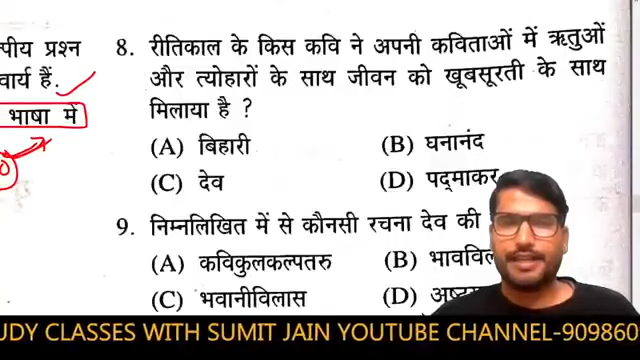 पीय प्रश्न
वार्य हैं.
भाषा में
8. रीतिकाल के किस कवि ने अपनी कविताओं में ऋतुओं
और त्योहारों के साथ जीवन को खूबसूरती के साथ
मिलाया है ?
(A) बिहारी (B) घनानंद
(C) देव (D) पद्माकर
9. निम्नलिखित में से कौनसी रचना देव की
(A) कविकुलकल्पतरु (B) भाववि
(C) भवानीविलास (D)
UDY CLASSES WITH SUMIT JAIN YOUTUBE CHANNEL-909860